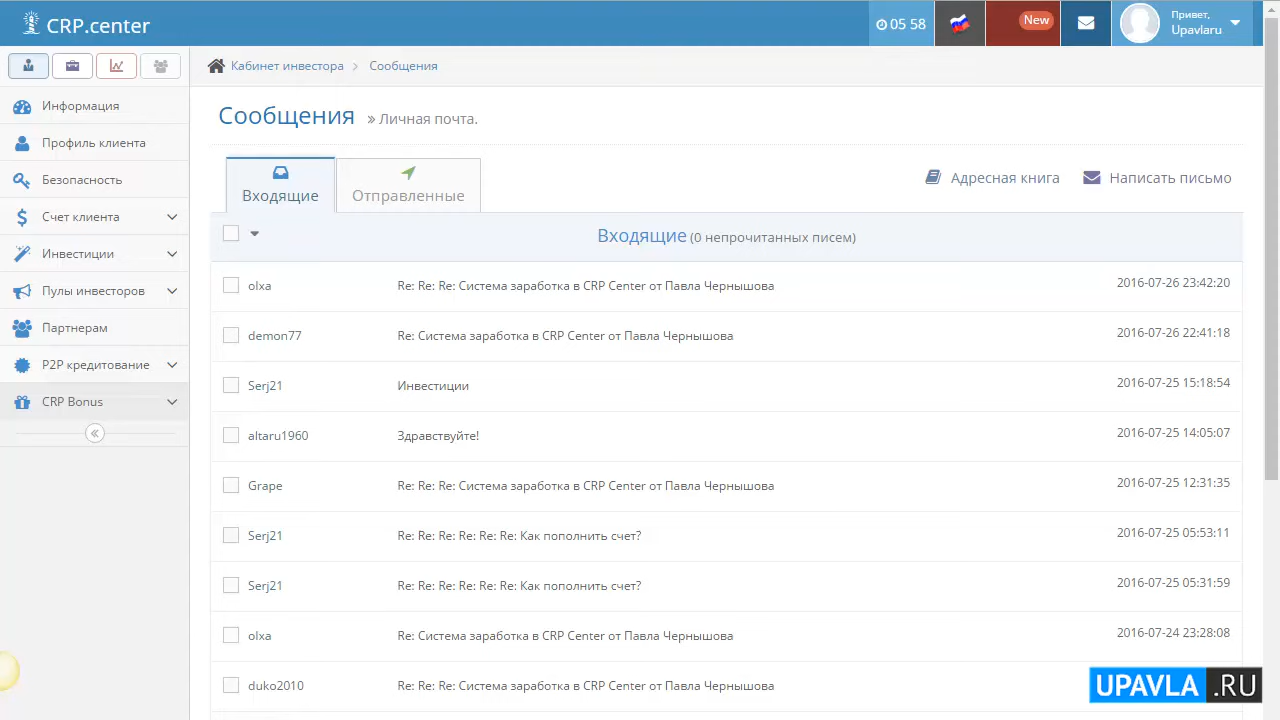 CRP.center
05 58
New
Привет,
Upavlaru
Кабинет инвестора
Сообщения
Информация
Профиль клиента
Безопасность
Счет клиента
Инвестиции
Пулы инвесторов
Партнерам
P2P кредитование
CRP Bonus
Сообщения » Личная почта.
Входящие
Отправленные
Адресная книга
Написать письмо
Входящие (0 непрочитанных писем)
olxa Re: Re: Re: Система заработка в CRP Center от Павла Чернышова 2016-07-26 23:42:20
demon77 Re: Система заработка в CRP Center от Павла Чернышова 2016-07-26 22:41:18
Serj21 Инвестиции 2016-07-25 15:18:54
altaru1960 Здравствуйте! 2016-07-25 14:05:07
Grape Re: Re: Re: Система заработка в CRP Center от Павла Чернышова 2016-07-25 12:31:35
Serj21 Re: Re: Re: Re: Re: Re: Как пополнить счет? 2016-07-25 05:53:11
Serj21 Re: Re: Re: Re: Re: Re: Как пополнить счет? 2016-07-25 05:31:59
olxa Re: Система заработка в CRP Center от Павла Чернышова 2016-07-24 23:28:08
duko2010 Re: Re: Re: Система заработка в CRP Center от Павла Чернышова
UPAVLA .RU